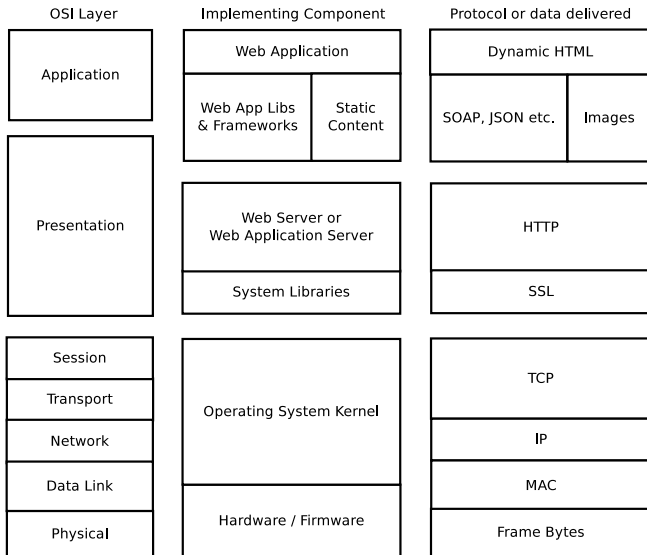 OSI Layer
Application
Presentation
Session
Transport
Network
Data Link
Physical
Implementing Component
Web Application
Web App Libs
& Frameworks
Static
Content
Web Server or
Web Application Server
System Libraries
Operating System Kernel
Hardware / Firmware
Protocol or data delivered
Dynamic HTML
SOAP, JSON etc.
Images
HTTP
SSL
TCP
IP
MAC
Frame Bytes